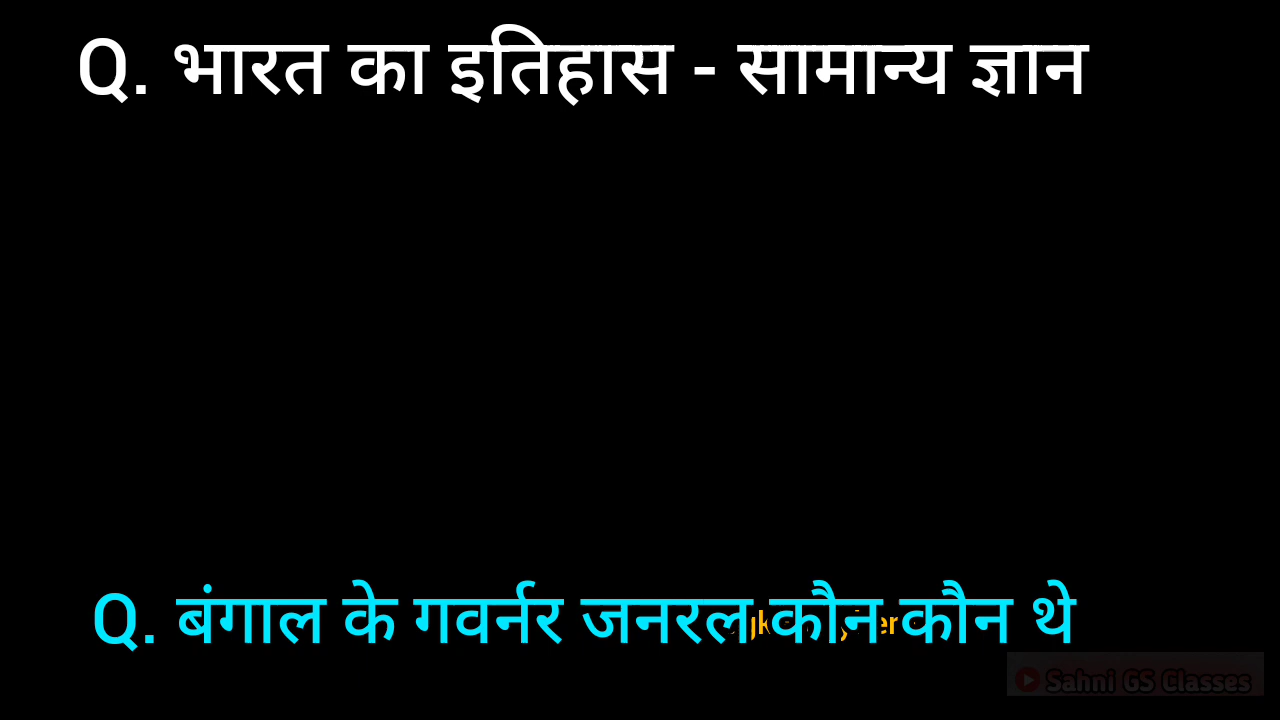 Q. भारत का इतिहास - सामान्य ज्ञान
Q. बंगाल के गवर्नर जनरल कौन कौन थे
Sahni GS Classes